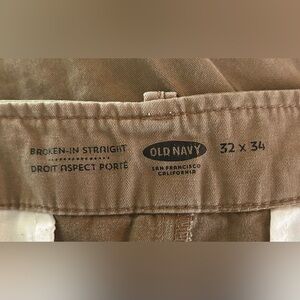 BROKEN-IN STRAIGHT
DROIT ASPECT PORTÉ
OLD NAVY
SAN FRANCISCO
CALIFORNIA
32 x 34